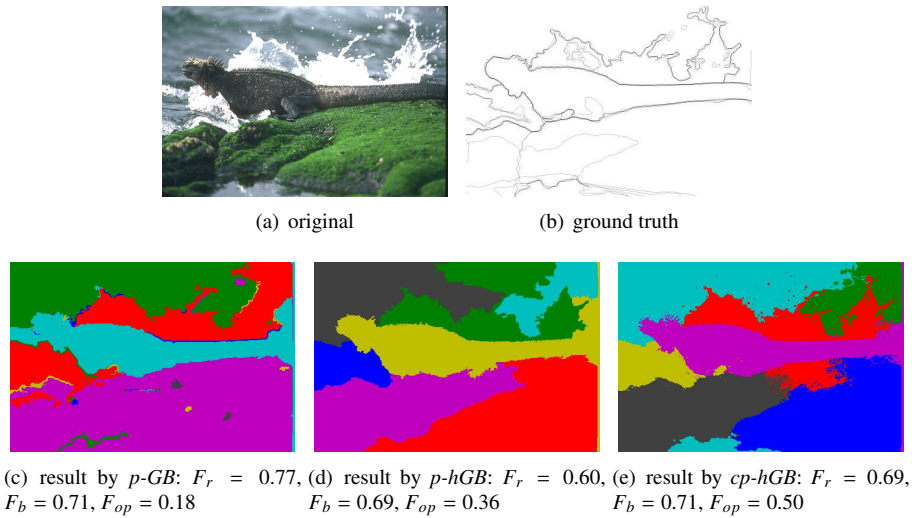 (a) original
(b) ground truth
(c) result by p-GB: F_r = 0.77,
F_b = 0.71, F_op = 0.18
(d) result by p-hGB: F_r = 0.60,
F_b = 0.69, F_op = 0.36
(e) result by cp-hGB: F_r = 0.69,
F_b = 0.71, F_op = 0.50